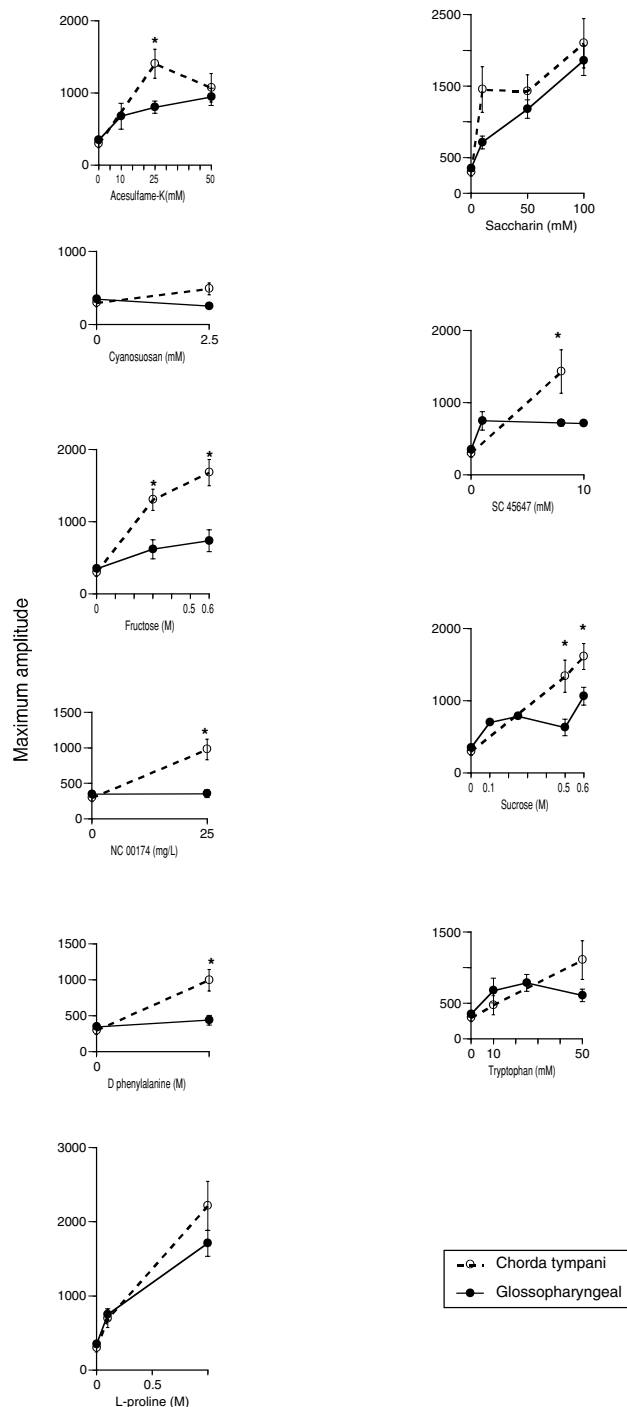 Maximum amplitude
2000
*
1000
0
0 10 25 50
Acesulfame-K(mM)
1000
0
0 2.5
Cyanosuosan (mM)
2000
*
*
1000
0
0 0.5 0.6
Fructose (M)
1500
*
1000
500
0
0 25
NC 00174 (mg/L)
1500
*
1000
500
0
0
D phenylalanine (M)
3000
2000
1000
0
0 0.5
L-proline (M)
2500
1500
500
0
0 50 100
Saccharin (mM)
2000
*
1000
0
0 10
SC 45647 (mM)
2000
*
*
1000
0
0 0.1 0.5 0.6
Sucrose (M)
1500
500
0
0 10 50
Tryptophan (mM)
Chorda tympani
Glossopharyngeal